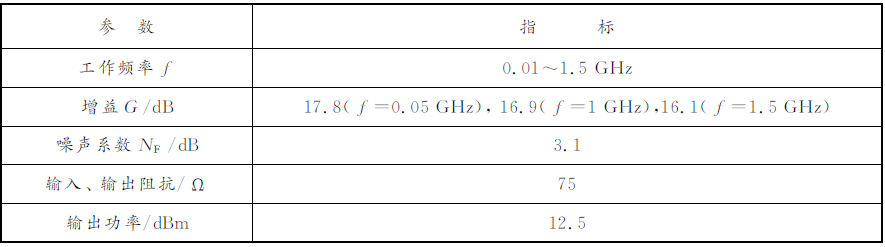 参 数 指 标
工作频率 f 0.01～1.5 GHz
增益 G /dB 17.8( f =0.05 GHz), 16.9( f =1 GHz),16.1( f =1.5 GHz)
噪声系数 NF /dB 3.1
输入、输出阻抗/ Ω 75
输出功率/dBm 12.5